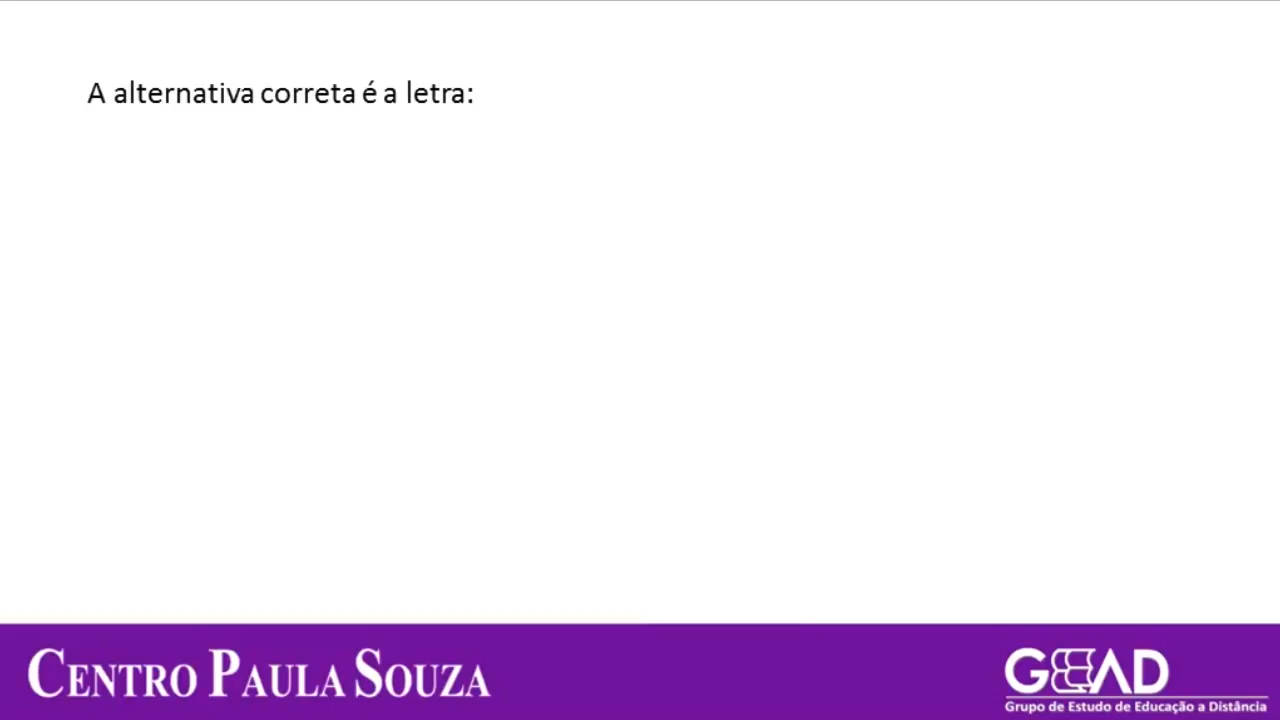 A alternativa correta é a letra:
CENTRO PAULA SOUZA
GEAD
Grupo de Estudo de Educação a Distância